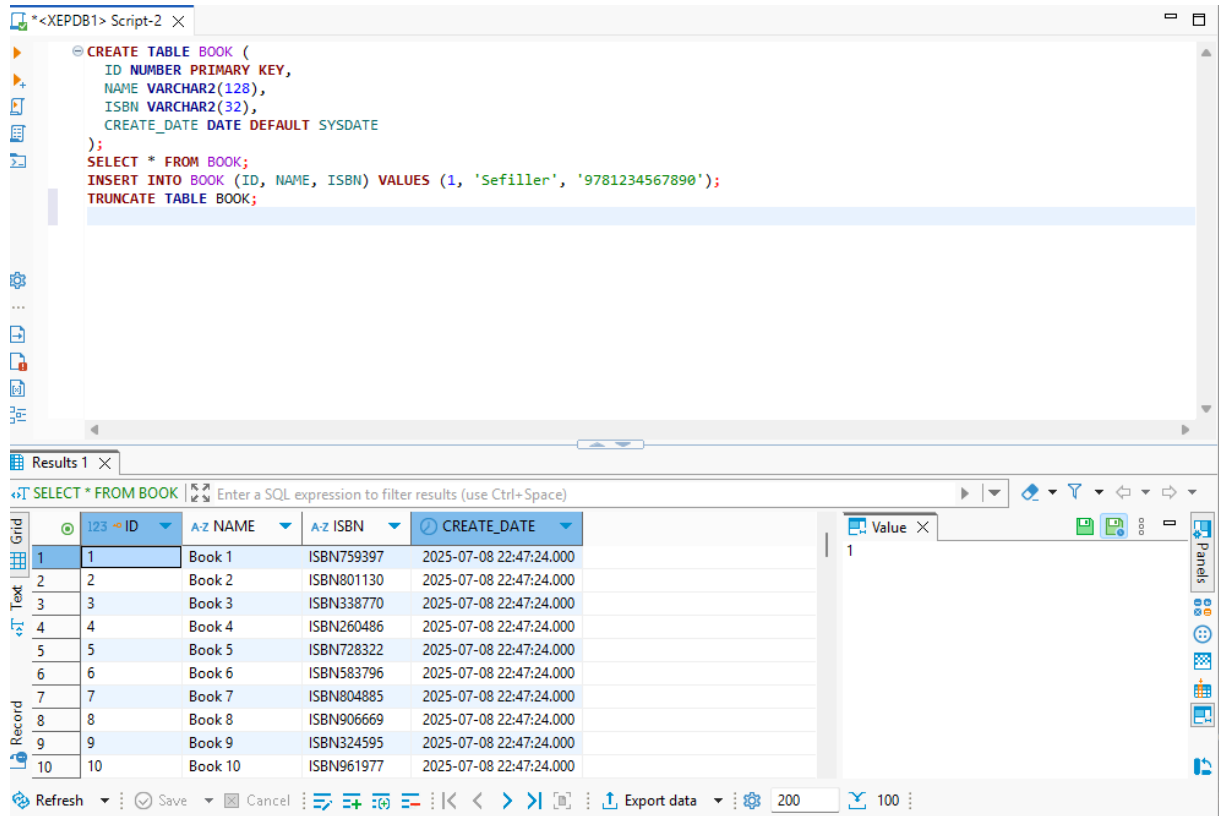 *<XEPDB1> Script-2
CREATE TABLE BOOK (
ID NUMBER PRIMARY KEY,
NAME VARCHAR2(128),
ISBN VARCHAR2(32),
CREATE_DATE DATE DEFAULT SYSDATE
);
SELECT * FROM BOOK;
INSERT INTO BOOK (ID, NAME, ISBN) VALUES (1, 'Sefiller', '9781234567890');
TRUNCATE TABLE BOOK;
Results 1
SELECT * FROM BOOK Enter a SQL expression to filter results (use Ctrl+Space)
Grid
Text
Record
123 ID A-Z NAME A-Z ISBN CREATE_DATE
1 1 Book 1 ISBN759397 2025-07-08 22:47:24.000
2 2 Book 2 ISBN801130 2025-07-08 22:47:24.000
3 3 Book 3 ISBN338770 2025-07-08 22:47:24.000
4 4 Book 4 ISBN260486 2025-07-08 22:47:24.000
5 5 Book 5 ISBN728322 2025-07-08 22:47:24.000
6 6 Book 6 ISBN583796 2025-07-08 22:47:24.000
7 7 Book 7 ISBN804885 2025-07-08 22:47:24.000
8 8 Book 8 ISBN906669 2025-07-08 22:47:24.000
9 9 Book 9 ISBN324595 2025-07-08 22:47:24.000
10 10 Book 10 ISBN961977 2025-07-08 22:47:24.000
Value
1
Panels
Refresh Save Cancel Export data 200 100